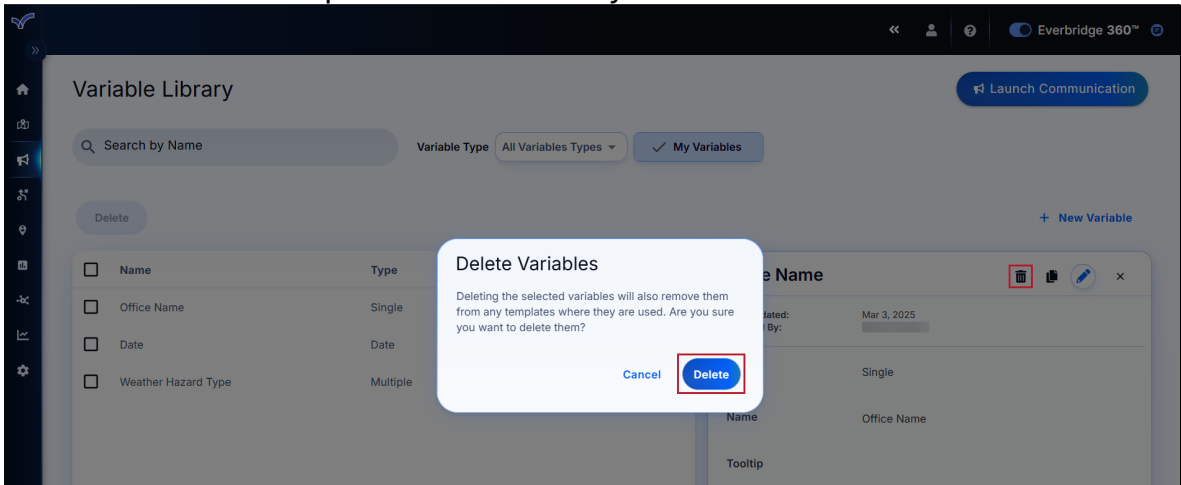 Everbridge 360™
Variable Library
Launch Communication
Search by Name
Variable Type
All Variables Types
My Variables
Delete
+ New Variable
Name
Type
Office Name
Single
Date
Date
Weather Hazard Type
Multiple
Delete Variables
Deleting the selected variables will also remove them
from any templates where they are used. Are you sure
you want to delete them?
Cancel
Delete
e Name
Mar 3, 2025
By:
Single
Name
Office Name
Tooltip